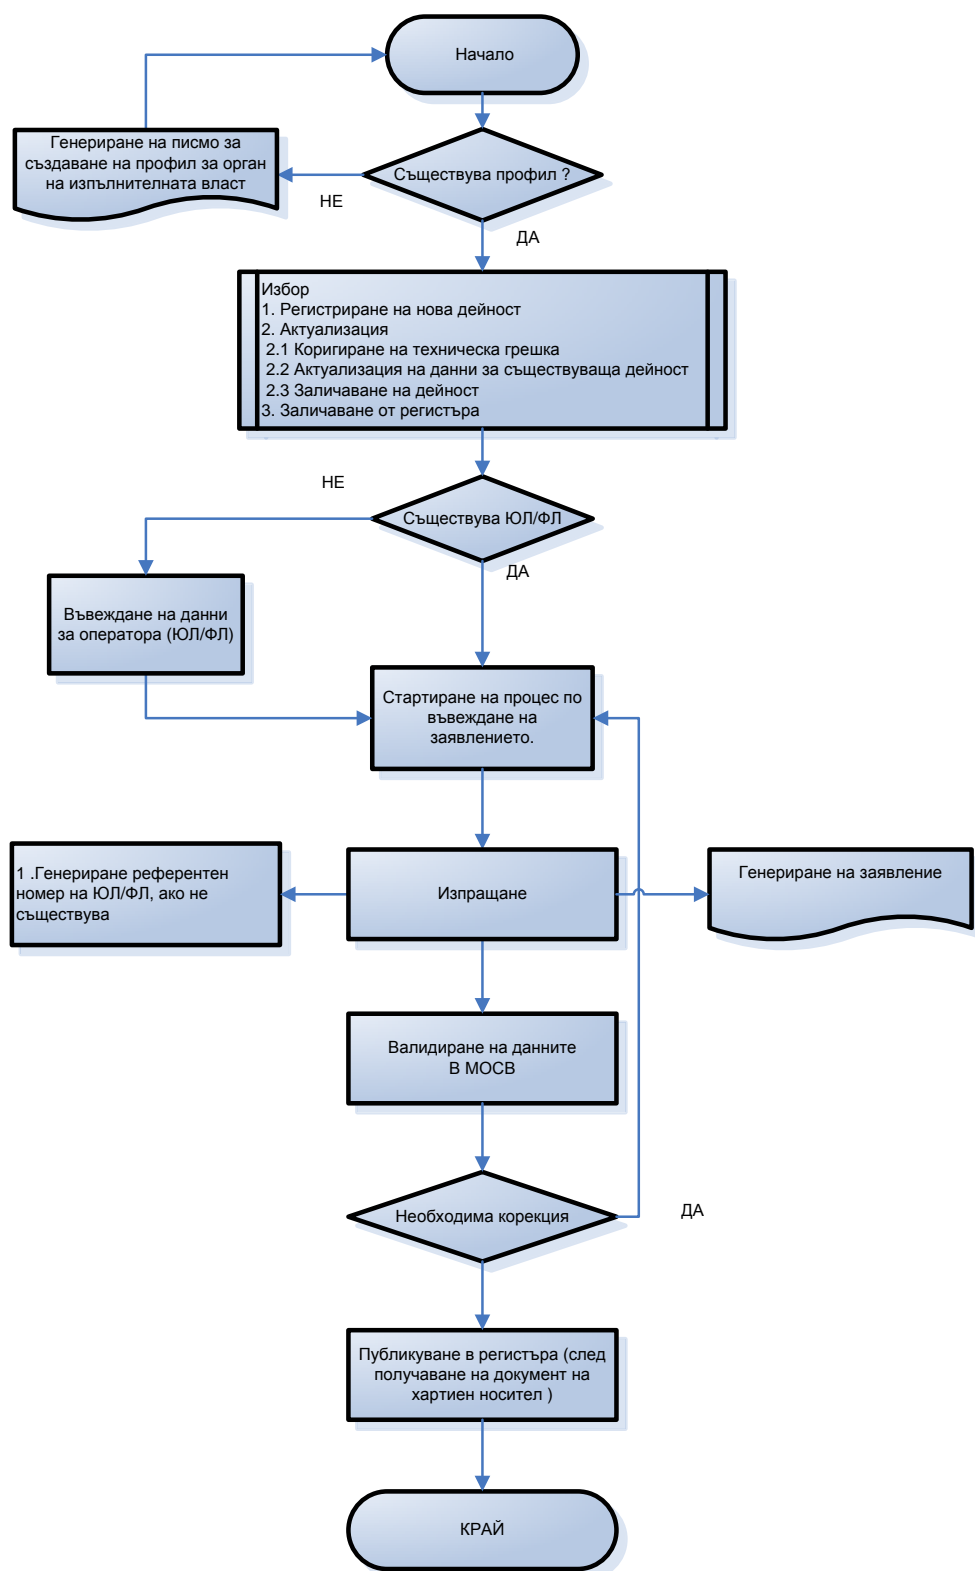 Начало
Генериране на писмо за
създаване на профил за орган
на изпълнителната власт
Съществува профил ?
НЕ
ДА
Избор
1. Регистриране на нова дейност
2. Актуализация
2.1 Коригиране на техническа грешка
2.2 Актуализация на данни за съществуваща дейност
2.3 Заличаване на дейност
3. Заличаване от регистъра
НЕ
Съществува ЮЛ/ФЛ
ДА
Въвеждане на данни
за оператора (ЮЛ/ФЛ)
Стартиране на процес по
въвеждане на
заявлението.
1 .Генериране референтен
номер на ЮЛ/ФЛ, ако не
съществува
Изпращане
Генериране на заявление
Валидиране на данните
В МОСВ
Необходима корекция
ДА
Публикуване в регистъра (след
получаване на документ на
хартиен носител )
КРАЙ